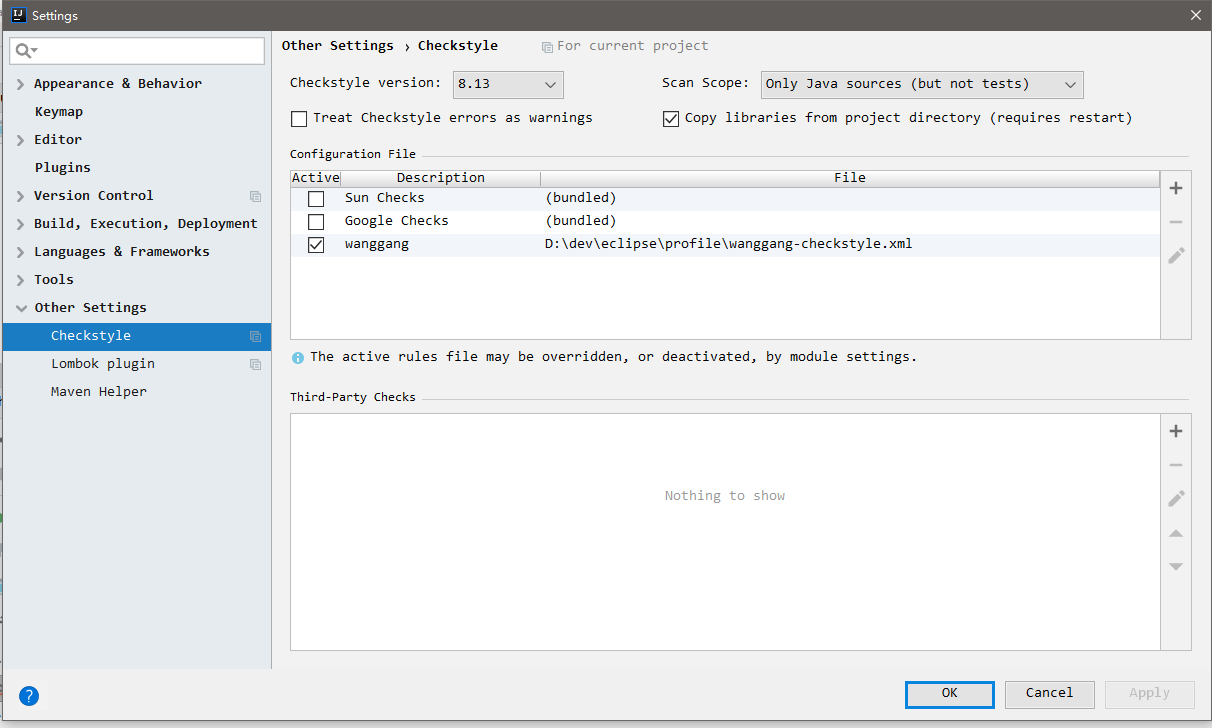 Settings
Other Settings › Checkstyle For current project
Appearance & Behavior
Keymap
Editor
Plugins
Version Control
Build, Execution, Deployment
Languages & Frameworks
Tools
Other Settings
Checkstyle
Lombok plugin
Maven Helper
Checkstyle version: 8.13 Scan Scope: Only Java sources (but not tests)
Treat Checkstyle errors as warnings Copy libraries from project directory (requires restart)
Configuration File
Active Description File
Sun Checks (bundled)
Google Checks (bundled)
wanggang D:\dev\eclipse\profile\wanggang-checkstyle.xml
The active rules file may be overridden, or deactivated, by module settings.
Third-Party Checks
Nothing to show
? OK Cancel Apply